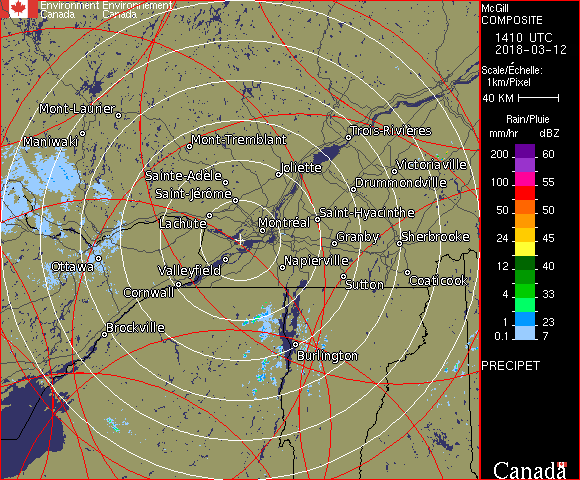 Environment Environnement
Canada Canada
McGill
COMPOSITE
1410 UTC
2018-03-12
Scale/Échelle:
1km/Pixel
40 KM
Rain/Pluie
mm/hr dBZ
200 60
100 55
85 55
50 50
24 45
12 40
4 33
1 23
0.1 7
PRECIPET
Canada
Mont-Laurier
Maniwaki
Mont-Tremblant
Trois-Rivières
Joliette
Victoriaville
Sainte-Adèle
Drummondville
Saint-Jérôme
Saint-Hyacinthe
Lachute
Montréal
Granby
Sherbrooke
Ottawa
Valleyfield
Napierville
Cornwall
Sutton
Coaticook
Brockville
Burlington